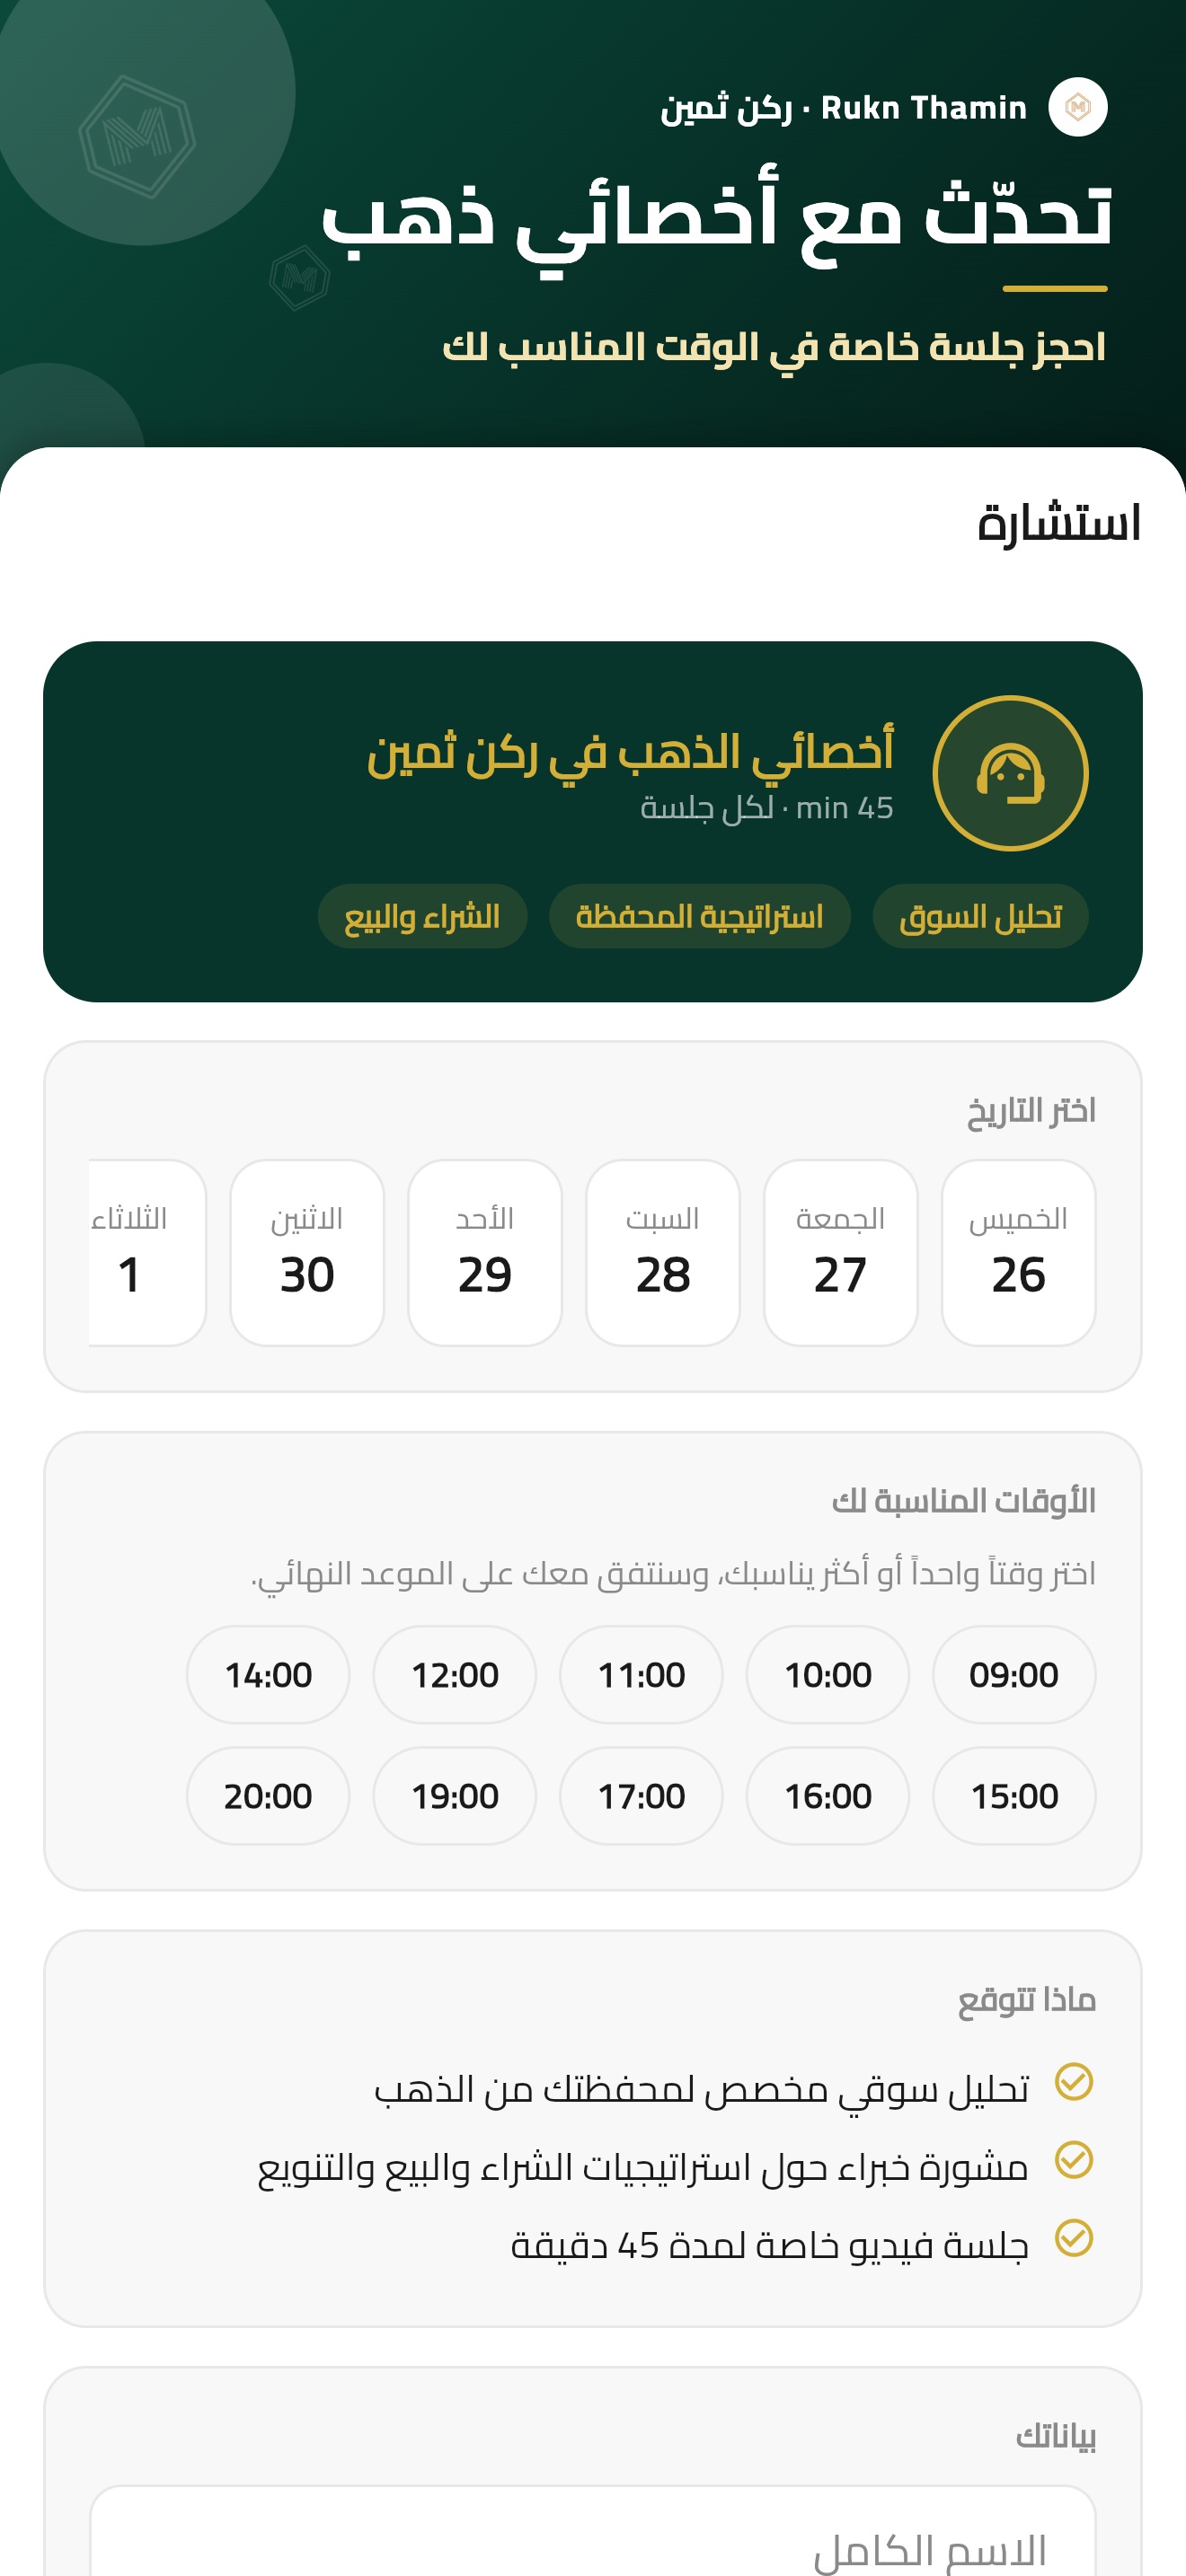 Rukn Thamin · ركن ثمين
تحدّث مع أخصائي ذهب
احجز جلسة خاصة في الوقت المناسب لك
استشارة
أخصائي الذهب في ركن ثمين
45 min · لكل جلسة
تحليل السوق
استراتيجية المحفظة
الشراء والبيع
اختر التاريخ
الخميس
26
الجمعة
27
السبت
28
الأحد
29
الاثنين
30
الثلاثاء
1
الأوقات المناسبة لك
اختر وقتاً واحداً أو أكثر يناسبك، وسنتفق معك على الموعد النهائي.
09:00
10:00
11:00
12:00
14:00
15:00
16:00
17:00
19:00
20:00
ماذا تتوقع
تحليل سوقي مخصص لمحفظتك من الذهب
مشورة خبراء حول استراتيجيات الشراء والبيع والتنويع
جلسة فيديو خاصة لمدة 45 دقيقة
بياناتك
الاسم الكامل